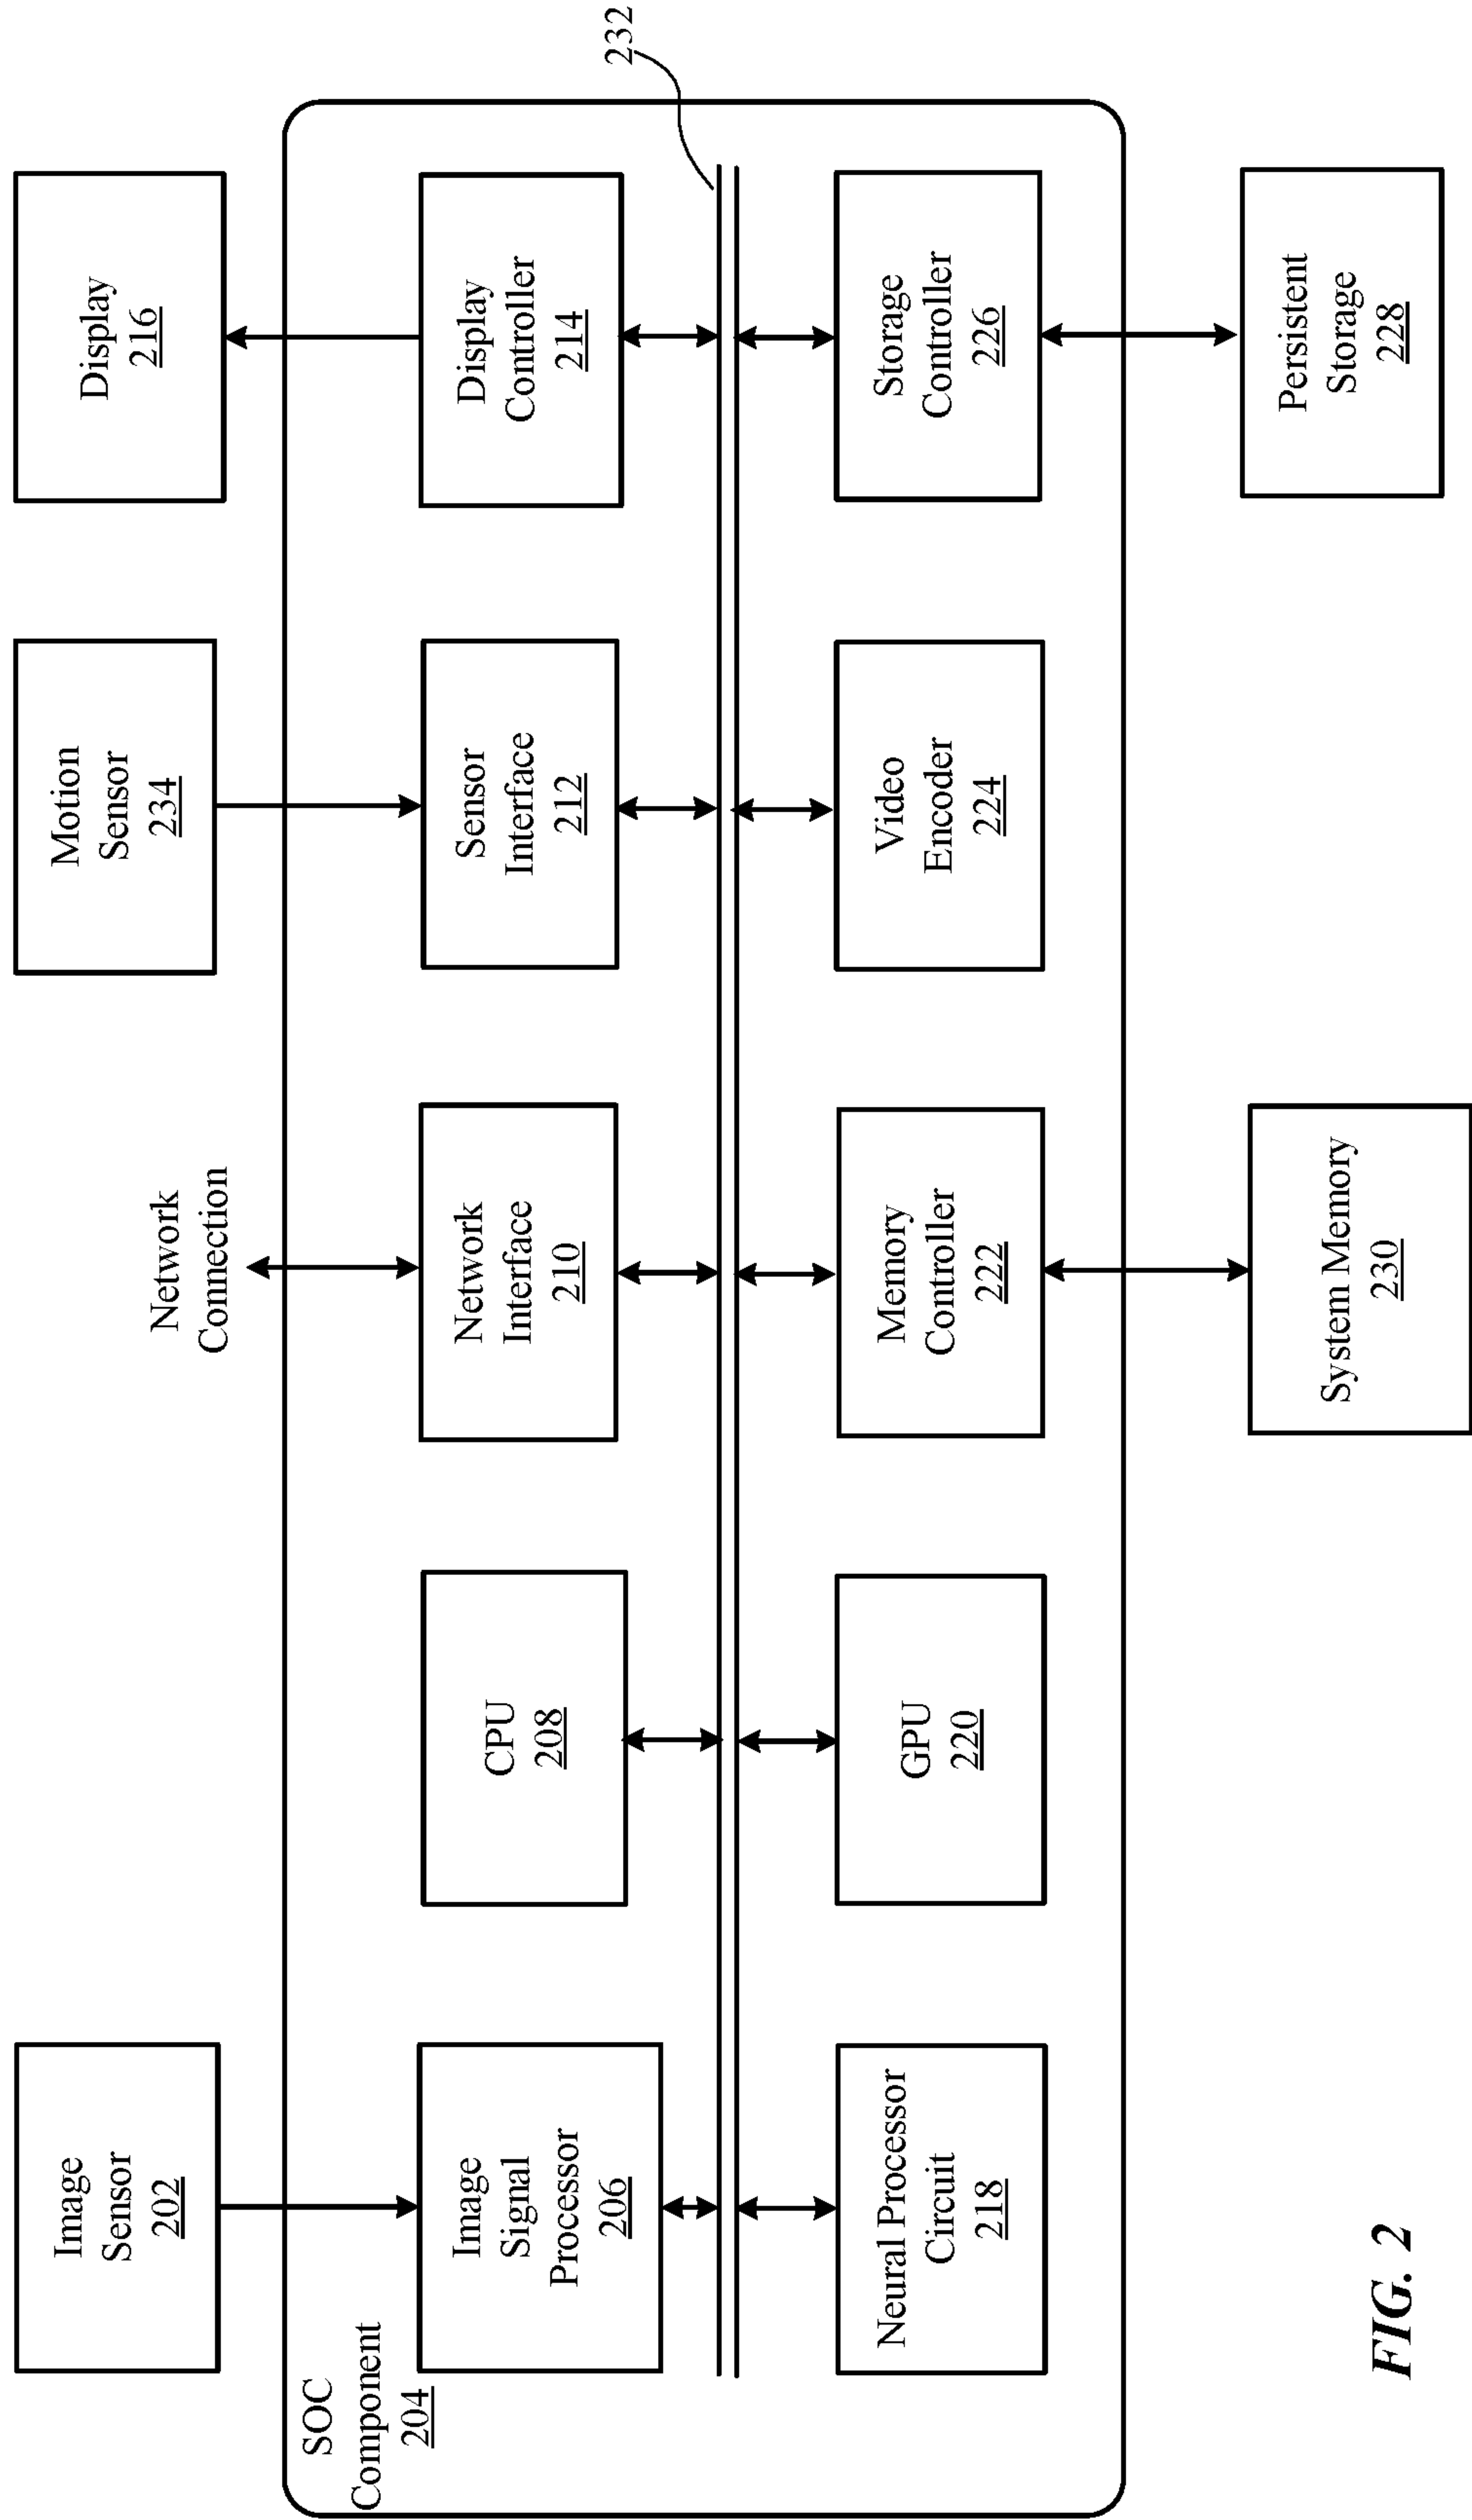 Image
Sensor
202
Network
Connection
Motion
Sensor
234
Display
216
SOC
Component
204
Image
Signal
Processor
206
CPU
208
Network
Interface
210
Sensor
Interface
212
Display
Controller
214
232
Neural Processor
Circuit
218
GPU
220
Memory
Controller
222
Video
Encoder
224
Storage
Controller
226
System Memory
230
Persistent
Storage
228
FIG. 2